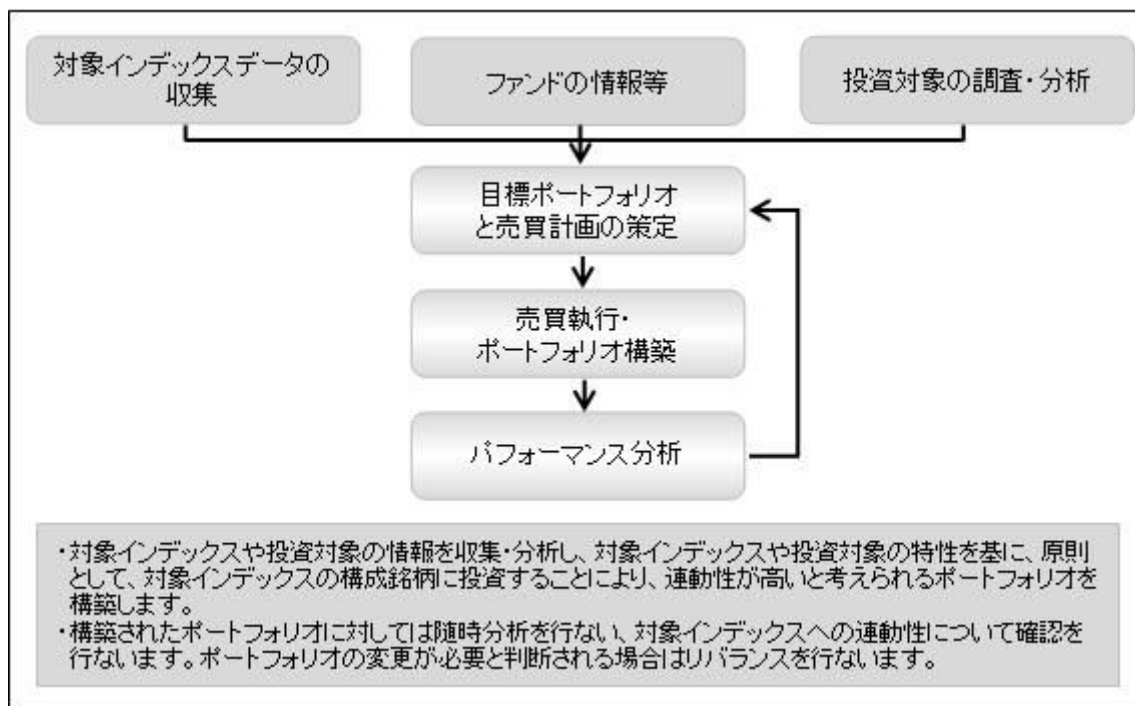 対象インデックスデータの
収集
ファンドの情報等
投資対象の調査・分析
目標ポートフォリオ
と売買計画の策定
売買執行・
ポートフォリオ構築
パフォーマンス分析
・対象インデックスや投資対象の情報を収集・分析し、対象インデックスや投資対象の特性を基に、原則
として、対象インデックスの構成銘柄に投資することにより、連動性が高いと考えられるポートフォリオを
構築します。
・構築されたポートフォリオに対しては随時分析を行ない、対象インデックスへの連動性について確認を
行ないます。ポートフォリオの変更が必要と判断される場合はリバランスを行ないます。